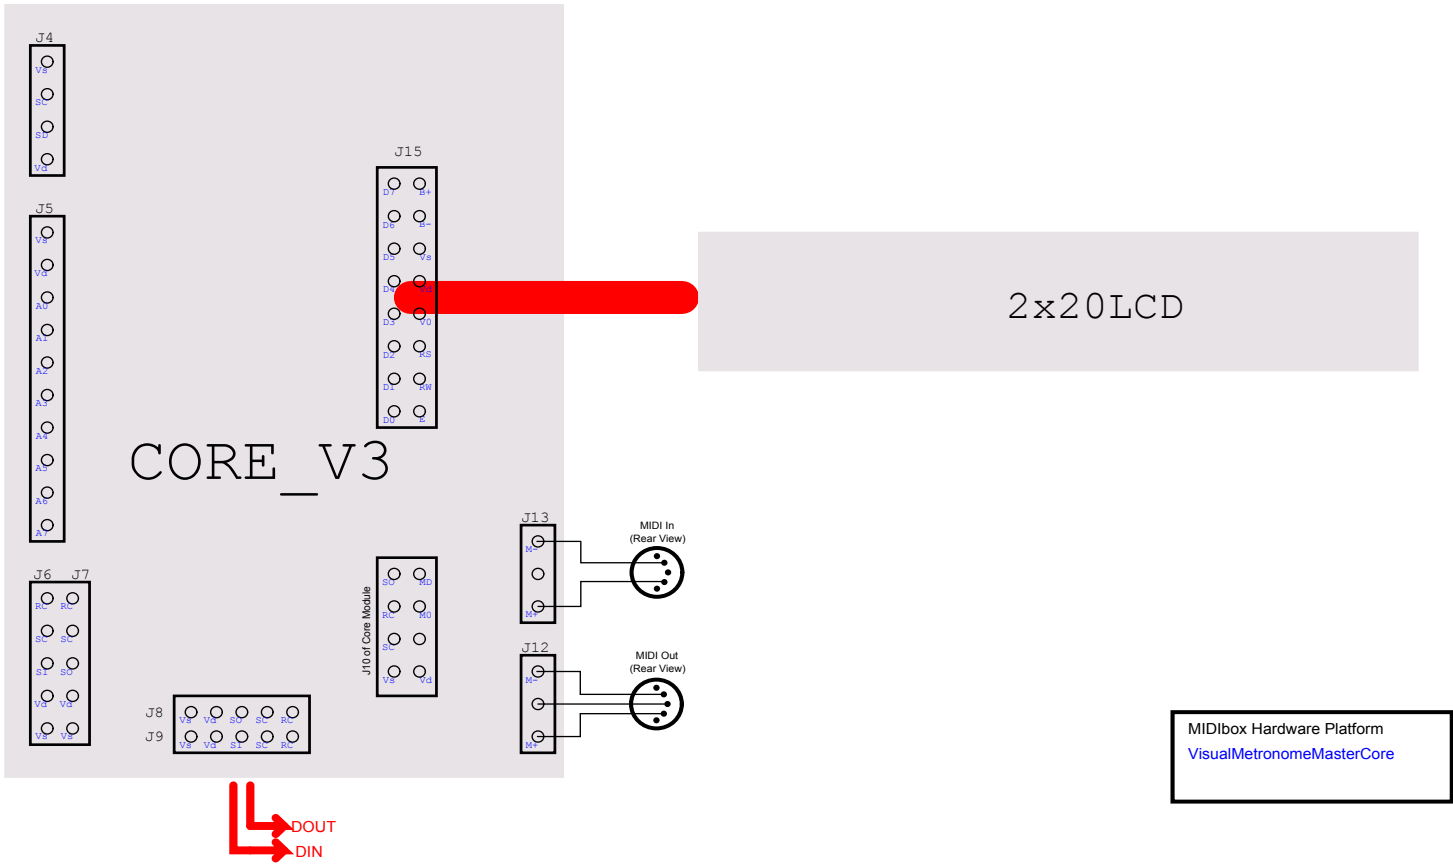 J4
Vs
SC
SD
Vd
J5
Vs
Vd
A0
A1
A2
A3
A4
A5
A6
A7
J15
D7 B+
D6 B-
D5 Vs
D4 Vd
D3 V0
D2 RS
D1 RW
D0 E
2x20LCD
CORE_V3
J6 J7
RC RC
SC SC
SI SO
Vd Vd
Vs Vs
J10 of Core Module
SO MD
RC MO
SC
Vs Vd
J8 Vs Vd SO SC RC
J9 Vs Vd SI SC RC
J13
M-
M+
MIDI In
(Rear View)
J12
M-
M+
MIDI Out
(Rear View)
DOUT
DIN
MIDIbox Hardware Platform
VisualMetronomeMasterCore